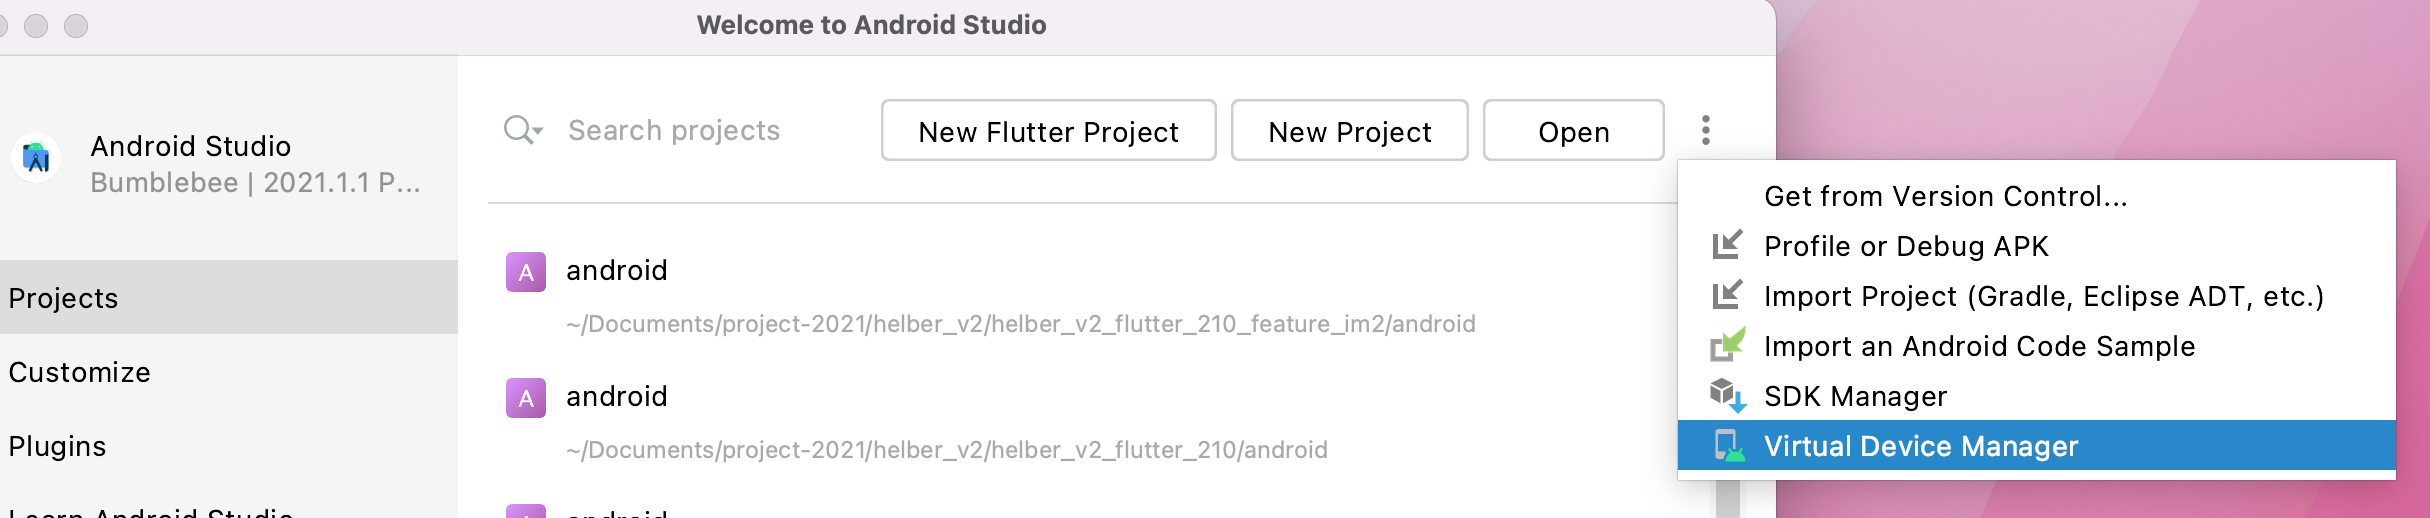 Welcome to Android Studio
Android Studio
Bumblebee | 2021.1.1 P...
Projects
Customize
Plugins
Learn Android Studio
Search projects
New Flutter Project
New Project
Open
A
android
~/Documents/project-2021/helber_v2/helber_v2_flutter_210_feature_im2/android
A
android
~/Documents/project-2021/helber_v2/helber_v2_flutter_210/android
android
Get from Version Control...
Profile or Debug APK
Import Project (Gradle, Eclipse ADT, etc.)
Import an Android Code Sample
SDK Manager
Virtual Device Manager